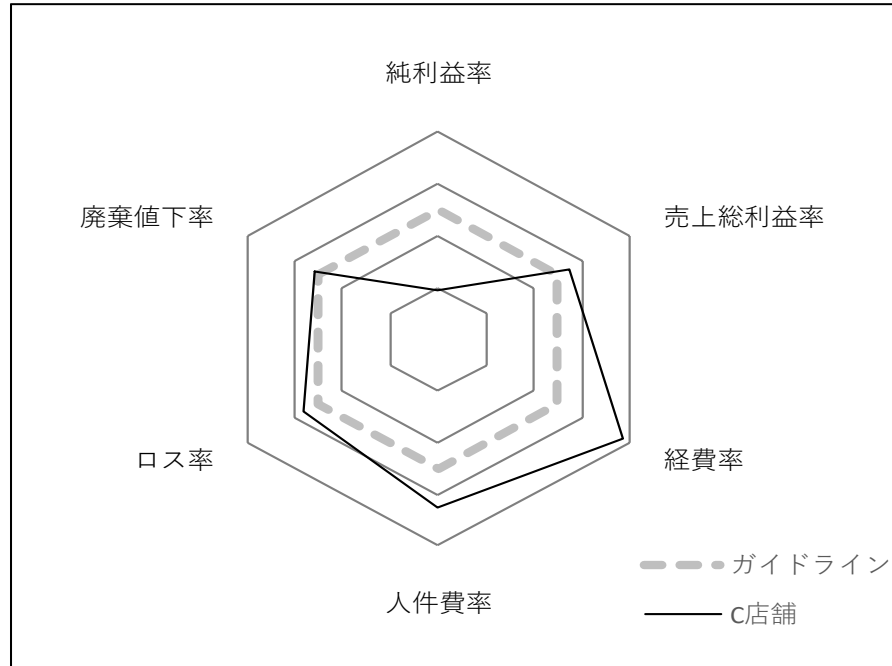 純利益率
廃棄値下率
売上総利益率
ロス率
経費率
人件費率
ガイドライン
C店舗